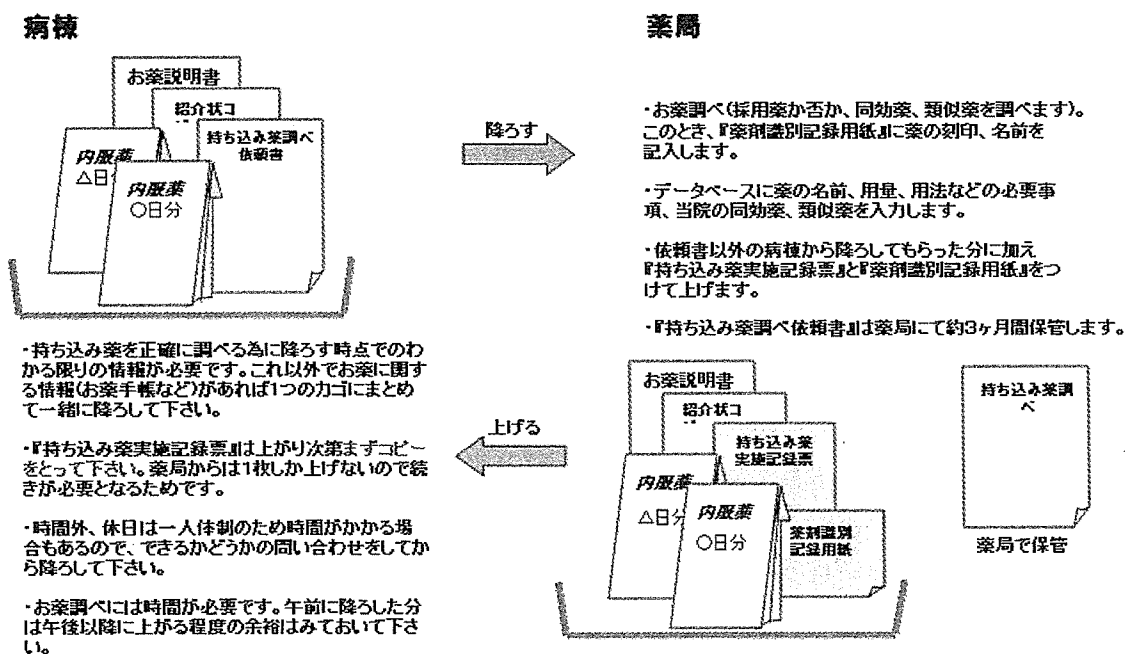 病棟
お薬説明書
紹介状コ
持ち込み薬調べ
依頼書
内服薬
△日
内服薬
○日分
・持ち込み薬を正確に調べる為に降ろす時点でのわ
かる限りの情報が必要です。これ以外でお薬に関す
る情報(お薬手帳など)があれば1つのカゴにまとめ
て一緒に降ろして下さい。
・『持ち込み薬実施記録票』は上がり次第まずコピー
をとって下さい。薬局からは1枚しか上げないので続
きが必要となるためです。
・時間外、休日は一人体制のため時間がかかる場
合もあるので、できるかどうかの問い合わせをしてか
ら降ろして下さい。
・お薬調べには時間が必要です。午前に降ろした分
は午後以降に上がる程度の余裕はみておいて下さ
い。
降ろす
上げる
薬局
・お薬調べ(採用薬か否か、同効薬、類似薬を調べます)。
このとき、『薬剤識別記録用紙』に薬の刻印、名前を
記入します。
・データベースに薬の名前、用量、用法などの必要事
項、当院の同効薬、類似薬を入力します。
・依頼書以外の病棟から降ろしてもらった分に加え
『持ち込み薬実施記録票』と『薬剤識別記録用紙』をつ
けて上げます。
・『持ち込み薬調べ依頼書』は薬局にて約3ヶ月間保管します。
お薬説明書
紹介状コ
持ち込み薬
実施記録票
内服薬
△日分
内服薬
○日分
薬剤識別
記録用紙
持ち込み薬調
べ
薬局で保管